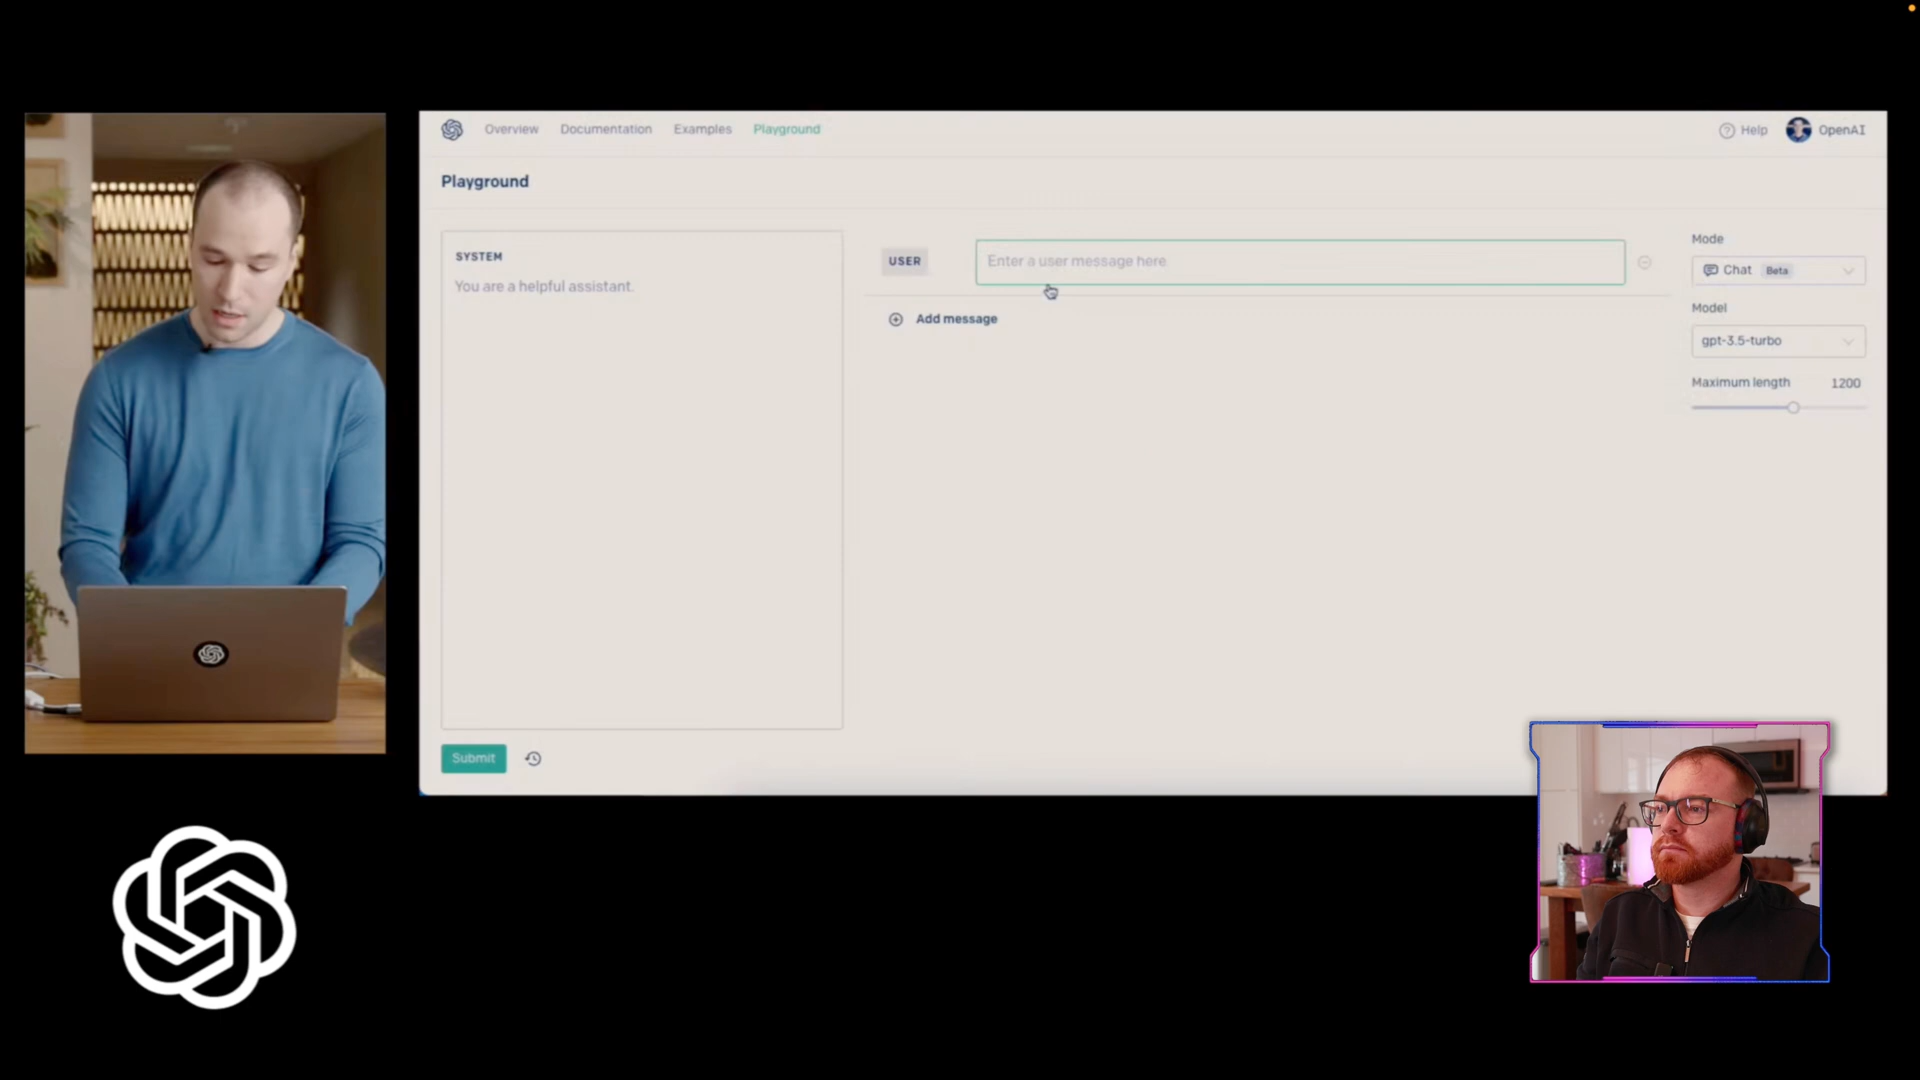 Overview Documentation Examples Playground
Help OpenAI
Playground
SYSTEM
You are a helpful assistant.
USER
Enter a user message here
Add message
Mode
Chat Beta
Model
gpt-3.5-turbo
Maximum length 1200
Submit